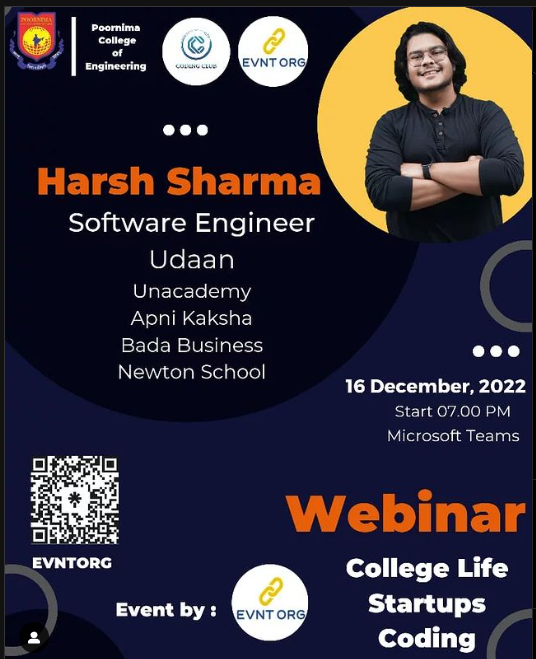 POORNIMA
Poornima
College
of
Engineering
CODING CLUB
EVNT ORG
Harsh Sharma
Software Engineer
Udaan
Unacademy
Apni Kaksha
Bada Business
Newton School
16 December, 2022
Start 07.00 PM
Microsoft Teams
EVNTORG
Webinar
College Life
Startups
Coding
Event by :
EVNT ORG